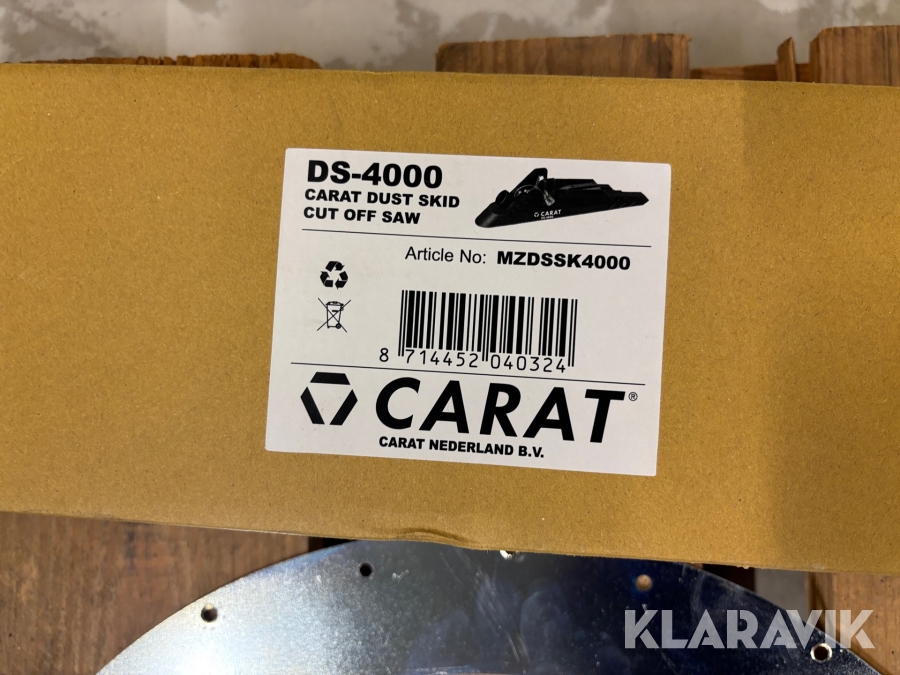 DS-4000
CARAT DUST SKID
CUT OFF SAW
CARAT
Article No: MZDSSK4000
8 714452 040324
CARAT®
CARAT NEDERLAND B.V.
KLARAVIK